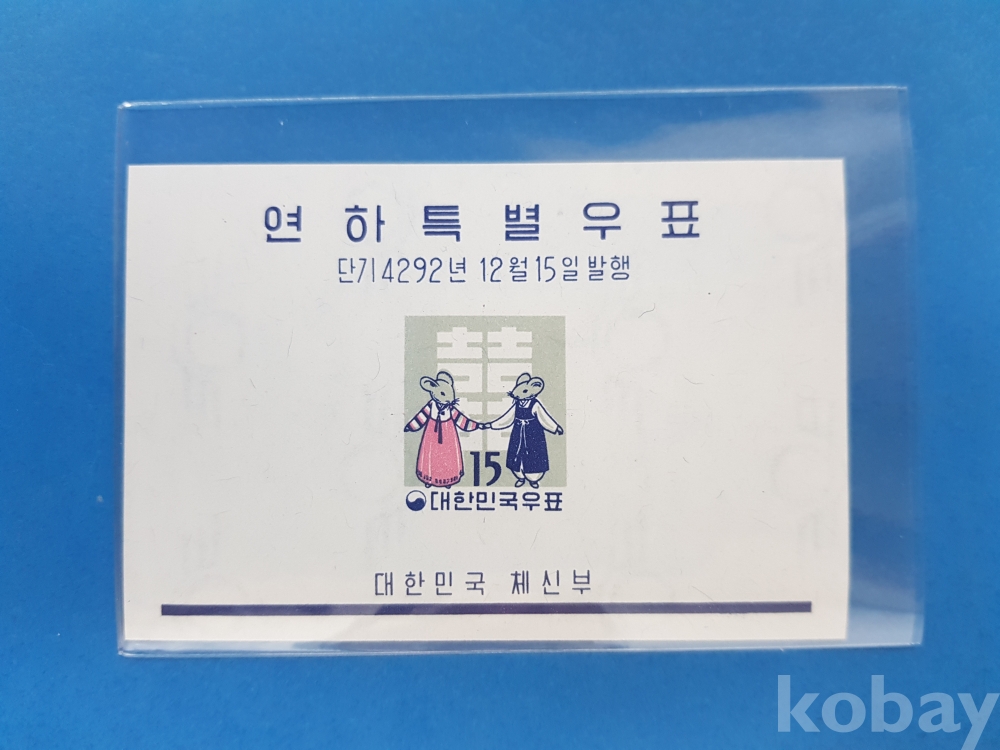 연하특별우표
단기4292년 12월15일발행
囍
15
대한민국우표
대한민국 체신부
kobay